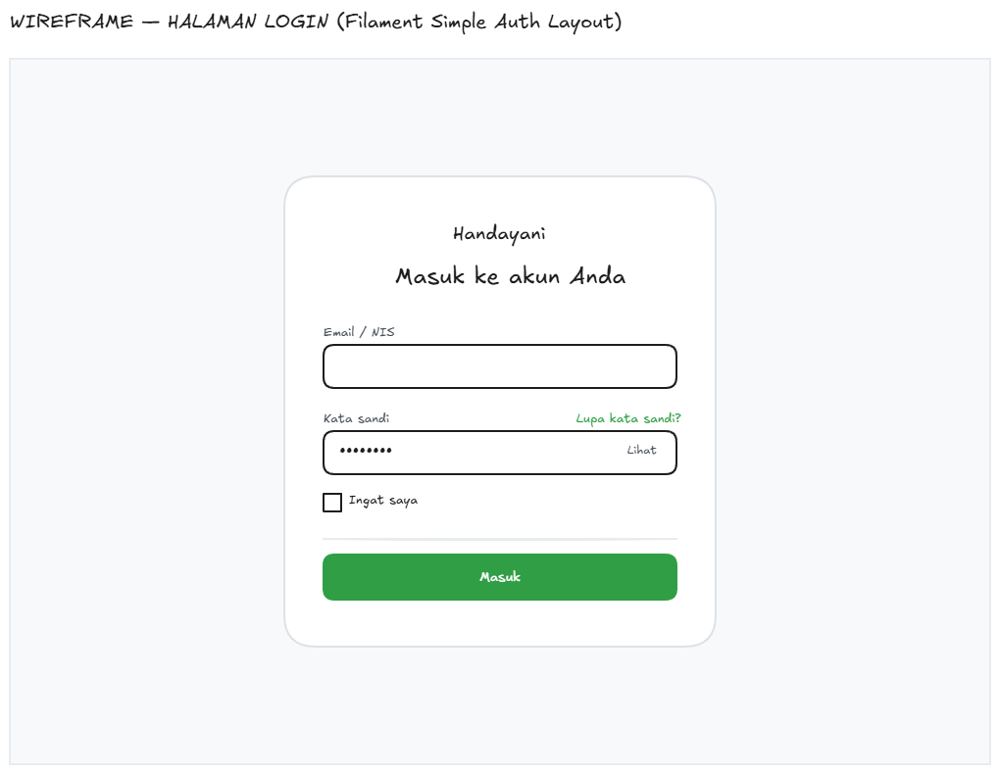 WIREFRAME — HALAMAN LOGIN (Filament Simple Auth Layout)
Handayani
Masuk ke akun Anda
Email / NIS
Kata sandi Lupa kata sandi?
•••••••• Lihat
Ingat saya
Masuk